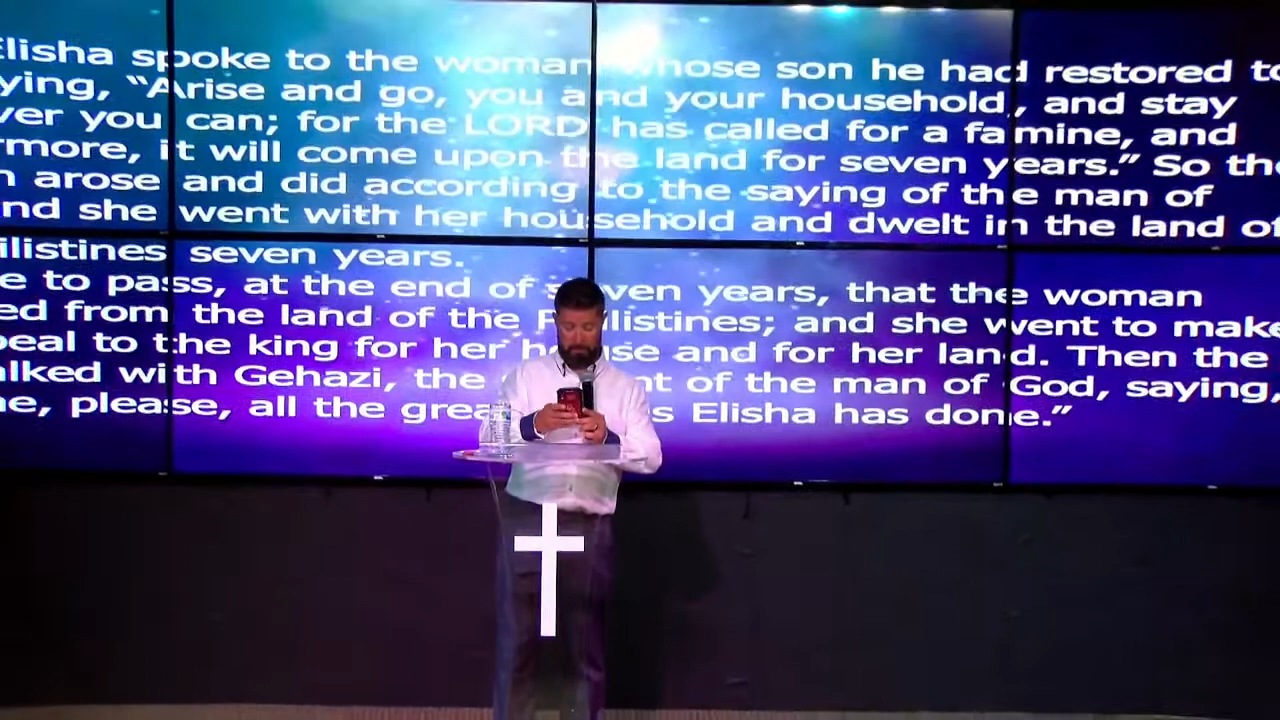 Elisha spoke to the woman whose son he had restored to
ying, “Arise and go, you and your household, and stay
ver you can; for the LORD has called for a famine, and
rmore, it will come upon the land for seven years.” So the
n arose and did according to the saying of the man of
nd she went with her household and dwelt in the land of
ilistines seven years.
e to pass, at the end of seven years, that the woman
ed from the land of the Philistines; and she went to make
peal to the king for her house and for her land. Then the
alked with Gehazi, the nt of the man of God, saying,
ne, please, all the grea s Elisha has done.”